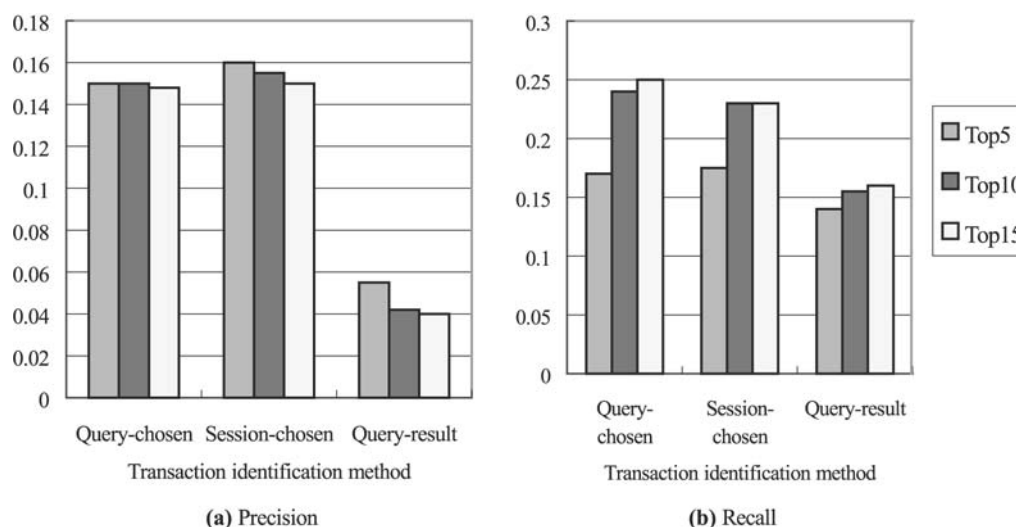 0.18
0.16
0.14
0.12
0.1
0.08
0.06
0.04
0.02
0
Query-chosen Session-chosen Query-result
Transaction identification method
(a) Precision
0.3
0.25
0.2
0.15
0.1
0.05
0
Query-
chosen
Session-
chosen
Query-result
Transaction identification method
(b) Recall
Top5
Top10
Top15